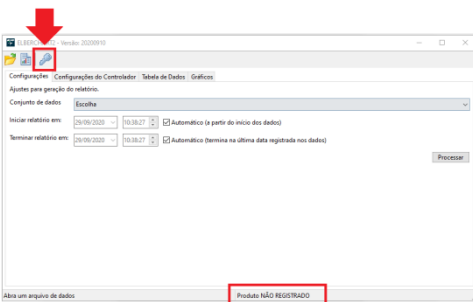 Versão: 20200910
Configurações Configurações do Controlador Tabela de Dados Gráficos
Ajustes para geração do relatório.
Conjunto de dados Escolha
Iniciar relatório em: 29/09/2020 10:38:27 Automático (a partir do início dos dados)
Terminar relatório em: 29/09/2020 10:38:27 Automático (termina na última data registrada nos dados)
Processar
Abra um arquivo de dados Produto NÃO REGISTRADO